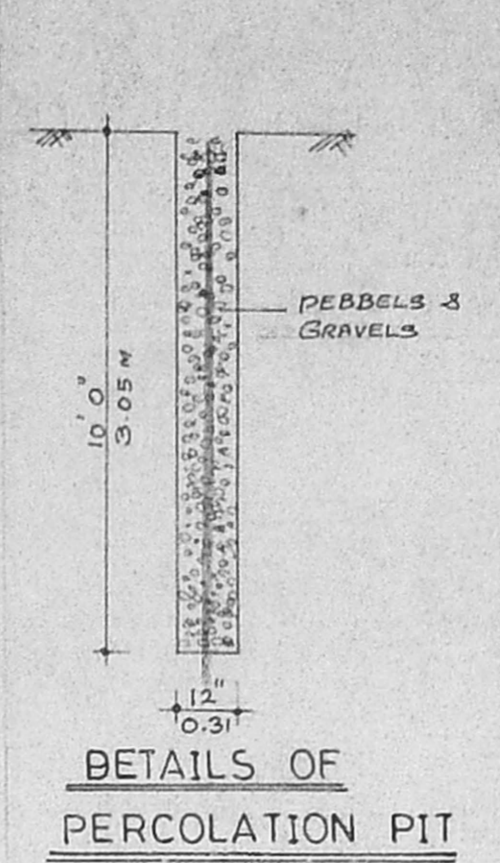 PEBBELS &
GRAVELS
10' 0"
3.05 M
12"
0.31
DETAILS OF
PERCOLATION PIT